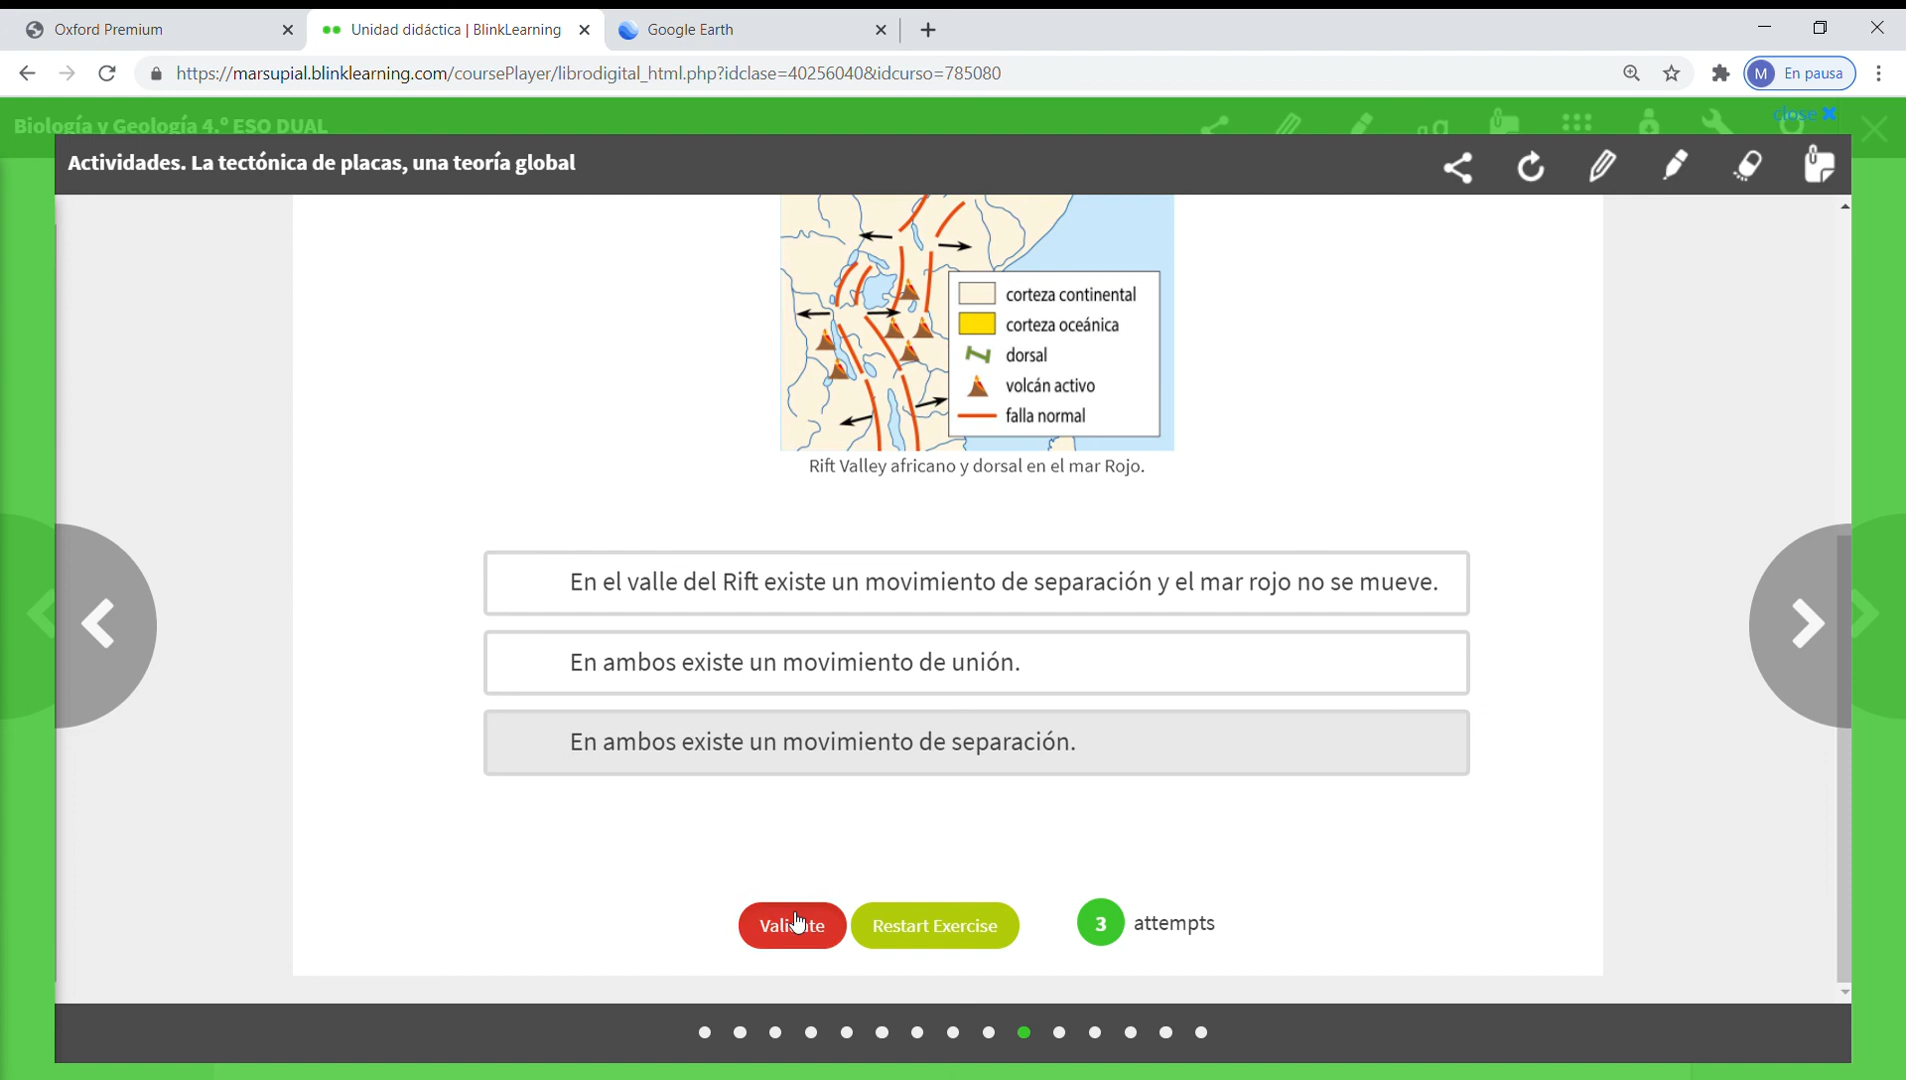 Oxford Premium
Unidad didáctica | BlinkLearning
Google Earth
https://marsupial.blinklearning.com/coursePlayer/librodigital_html.php?idclase=40256040&idcurso=785080
M
En pausa
Biología y Geología 4.º ESO DUAL
close
Actividades. La tectónica de placas, una teoría global
corteza continental
corteza oceánica
dorsal
volcán activo
falla normal
Rift Valley africano y dorsal en el mar Rojo.
En el valle del Rift existe un movimiento de separación y el mar rojo no se mueve.
En ambos existe un movimiento de unión.
En ambos existe un movimiento de separación.
Validate
Restart Exercise
3 attempts